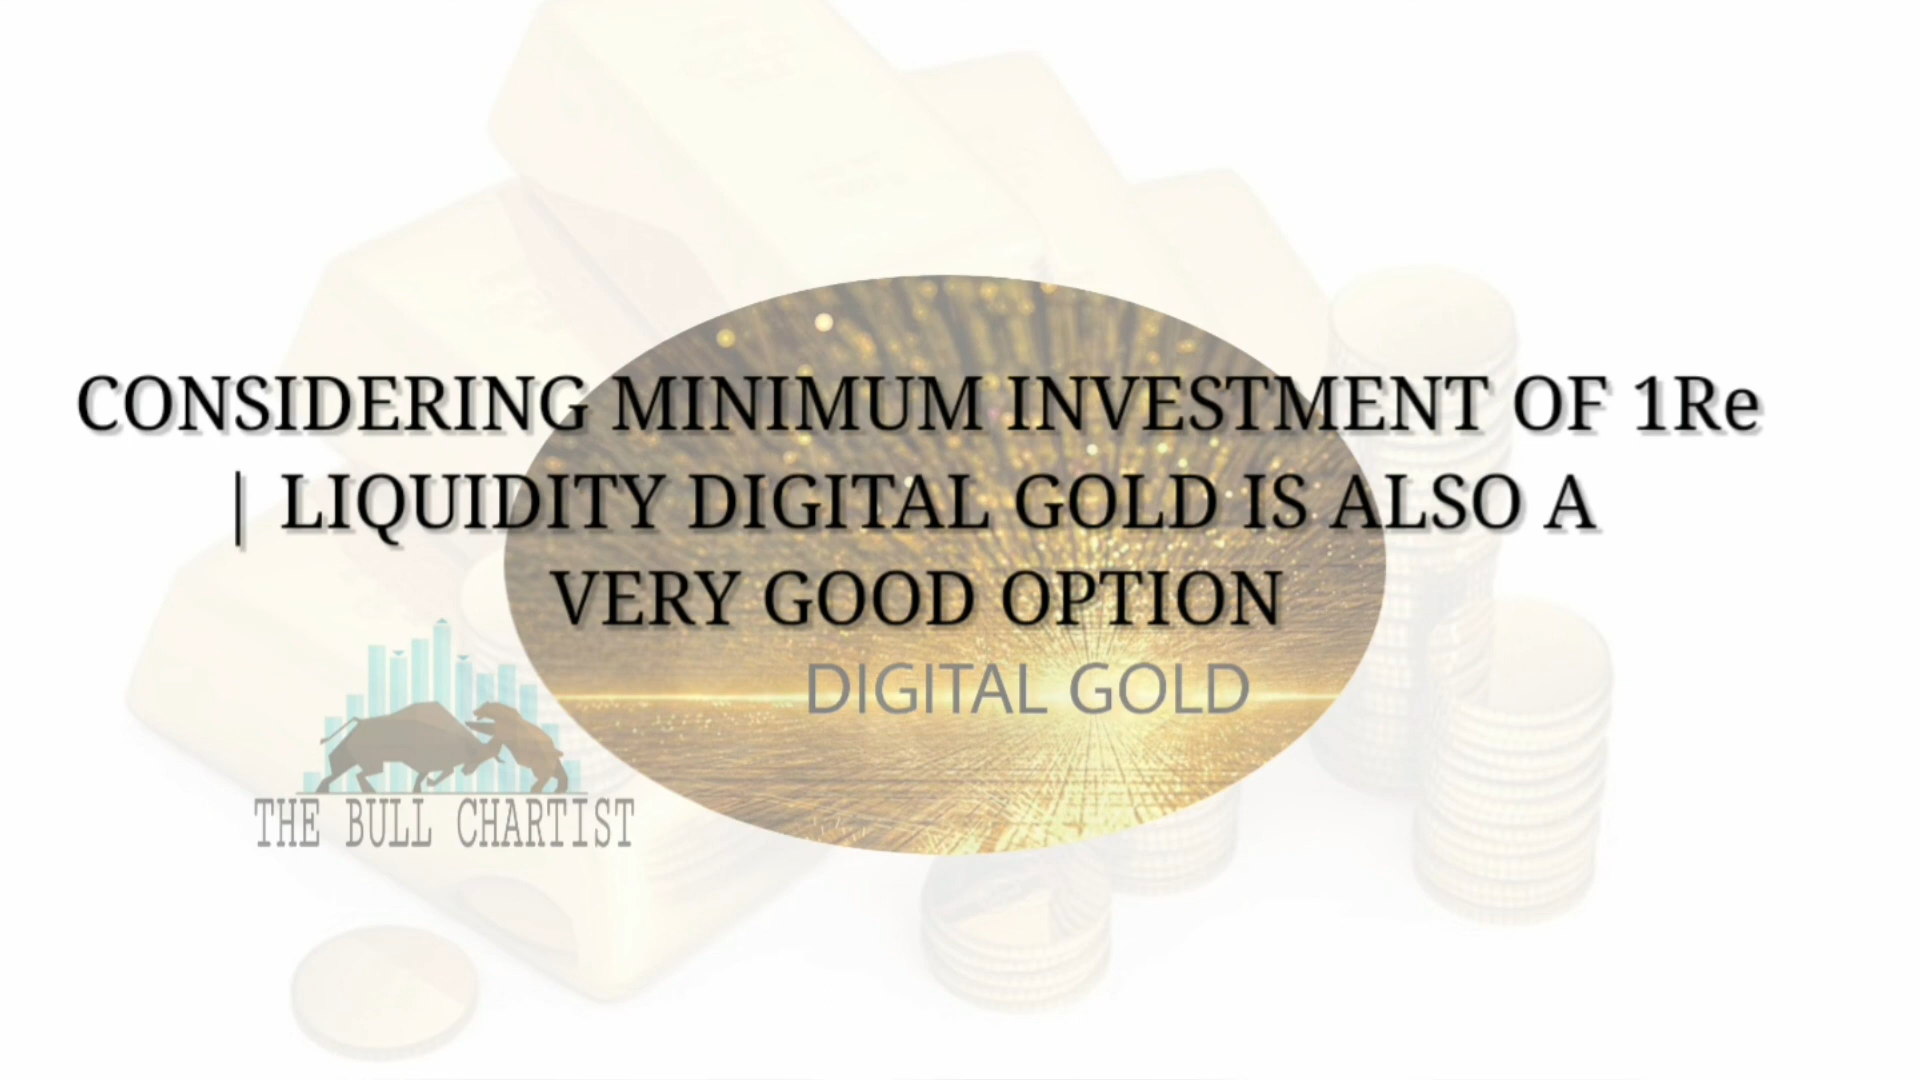 CONSIDERING MINIMUM INVESTMENT OF 1Re
| LIQUIDITY DIGITAL GOLD IS ALSO A
VERY GOOD OPTION
DIGITAL GOLD
THE BULL CHARTIST